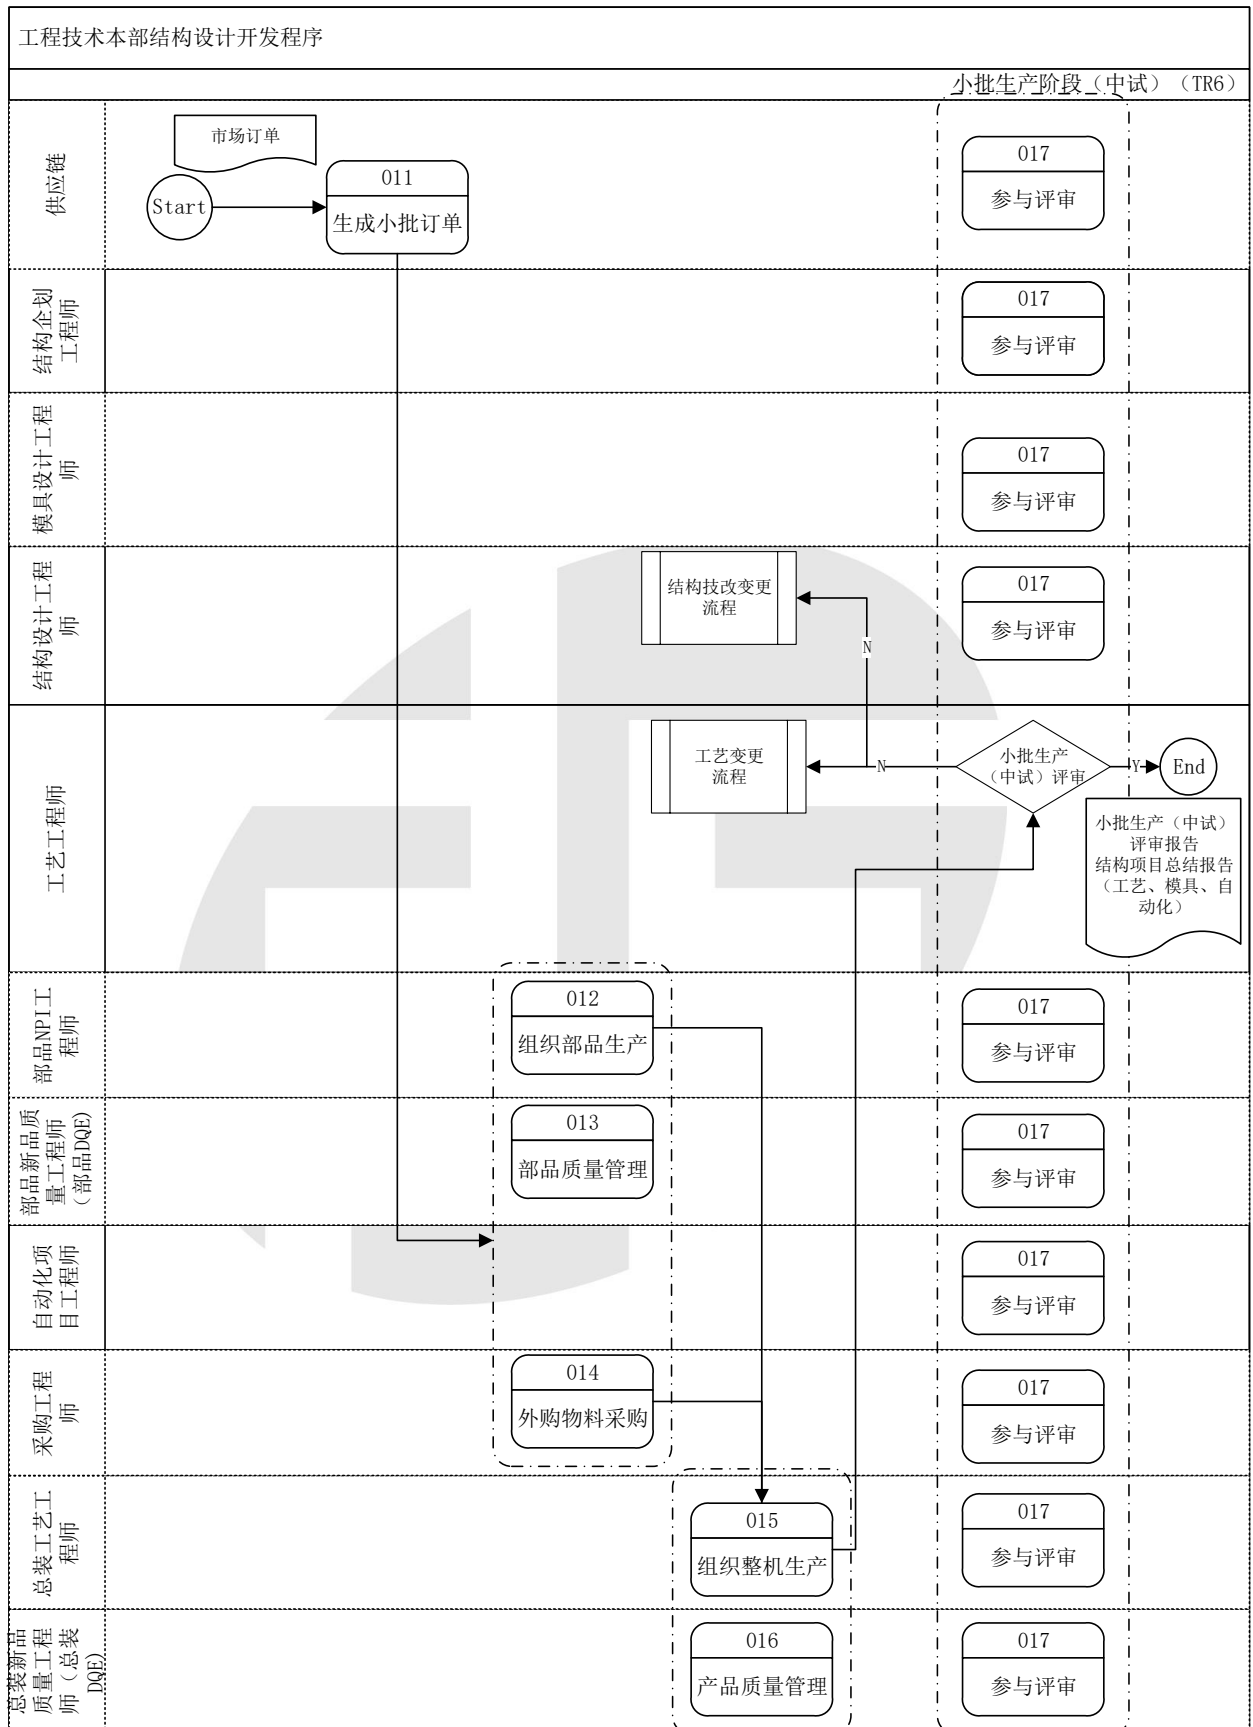 工程技术本部结构设计开发程序
小批生产阶段（中试）（TR6）
供应链
市场订单
Start
011
生成小批订单
017
参与评审
结构企划
工程师
017
参与评审
模具设计工程
师
017
参与评审
结构设计工程
师
结构技改变更
流程
N
017
参与评审
工艺工程师
工艺变更
流程
N
小批生产
（中试）评审
Y
End
小批生产（中试）
评审报告
结构项目总结报告
（工艺、模具、自
动化）
部品NPI工
程师
012
组织部品生产
017
参与评审
部品新品质
量工程师
（部品DQE)
013
部品质量管理
017
参与评审
自动化项
目工程师
017
参与评审
采购工程
师
014
外购物料采购
017
参与评审
总装工艺工
程师
015
组织整机生产
017
参与评审
总装新品
质量工程
师（总装
DQE)
016
产品质量管理
017
参与评审